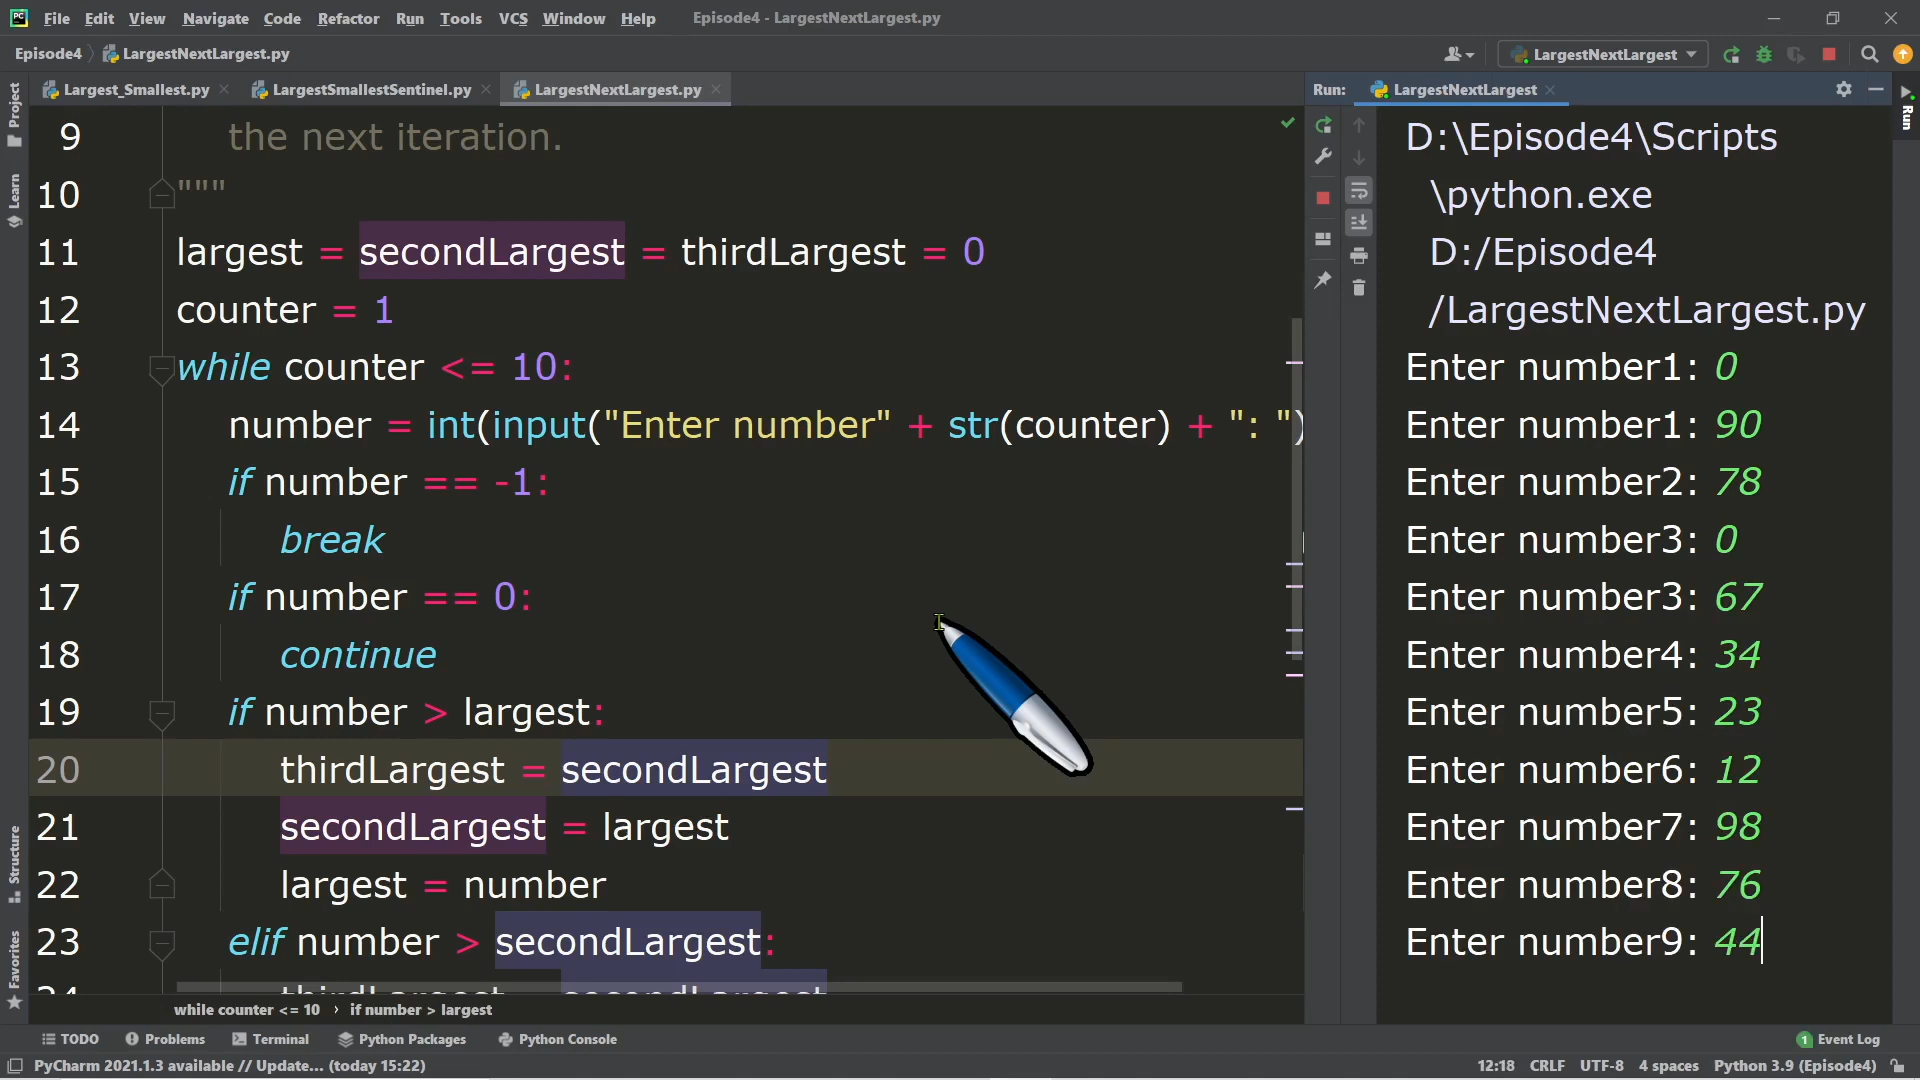 PC File Edit View Navigate Code Refactor Run Tools VCS Window Help Episode4 - LargestNextLargest.py
Episode4 LargestNextLargest.py LargestNextLargest
Project
Learn
Structure
Favorites
Largest_Smallest.py LargestSmallestSentinel.py LargestNextLargest.py
9 the next iteration.
10 """
11 largest = secondLargest = thirdLargest = 0
12 counter = 1
13 while counter <= 10:
14 number = int(input("Enter number" + str(counter) + ": ")
15 if number == -1:
16 break
17 if number == 0:
18 continue
19 if number > largest:
20 thirdLargest = secondLargest
21 secondLargest = largest
22 largest = number
23 elif number > secondLargest:
24 thirdLargest secondLargest
while counter <= 10 › if number > largest
Run: LargestNextLargest
Run
D:\Episode4\Scripts
\python.exe
D:/Episode4
/LargestNextLargest.py
Enter number1: 0
Enter number1: 90
Enter number2: 78
Enter number3: 0
Enter number3: 67
Enter number4: 34
Enter number5: 23
Enter number6: 12
Enter number7: 98
Enter number8: 76
Enter number9: 44
TODO Problems Terminal Python Packages Python Console 1 Event Log
PyCharm 2021.1.3 available // Update... (today 15:22) 12:18 CRLF UTF-8 4 spaces Python 3.9 (Episode4)